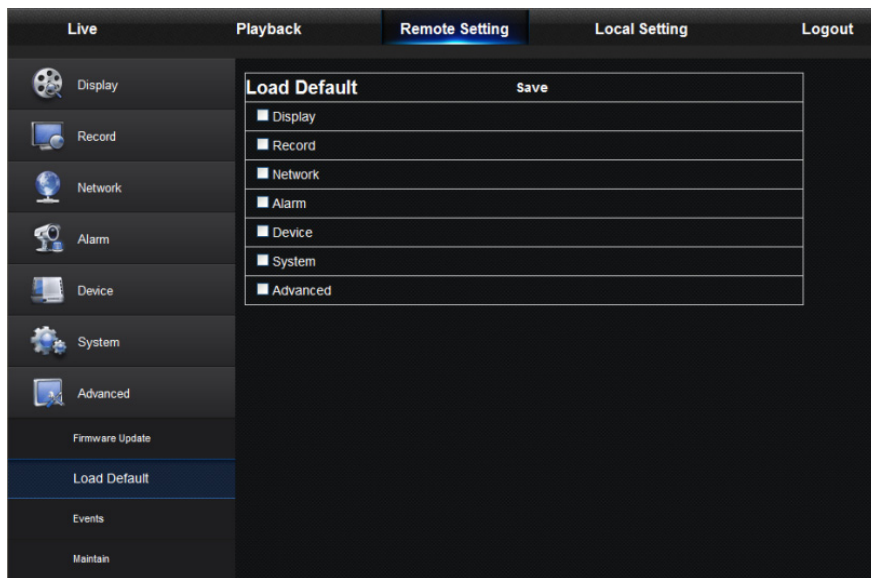 Live Playback Remote Setting Local Setting Logout
Display
Record
Network
Alarm
Device
System
Advanced
Firmware Update
Load Default
Events
Maintain
Load Default Save
Display
Record
Network
Alarm
Device
System
Advanced